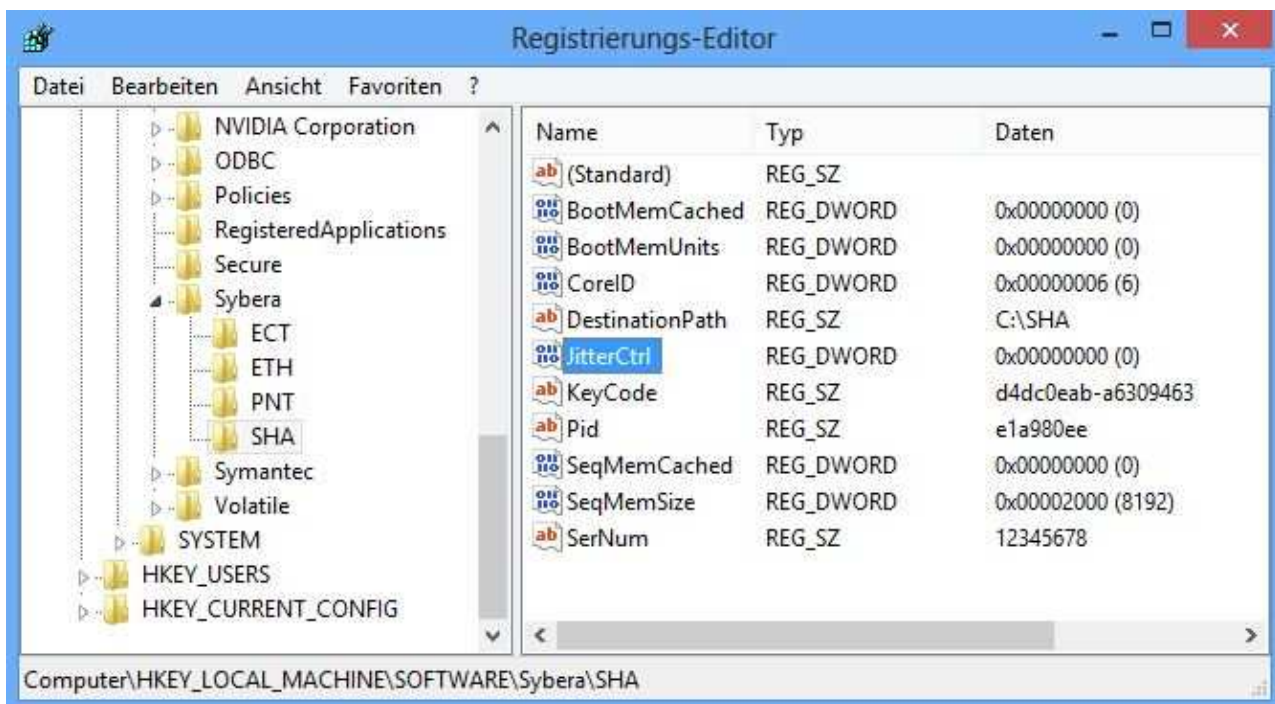 Registrierungs-Editor
Datei Bearbeiten Ansicht Favoriten ?
NVIDIA Corporation
ODBC
Policies
RegisteredApplications
Secure
Sybera
ECT
ETH
PNT
SHA
Symantec
Volatile
SYSTEM
HKEY_USERS
HKEY_CURRENT_CONFIG
Name Typ Daten
(Standard) REG_SZ
BootMemCached REG_DWORD 0x00000000 (0)
BootMemUnits REG_DWORD 0x00000000 (0)
CoreID REG_DWORD 0x00000006 (6)
DestinationPath REG_SZ C:\SHA
JitterCtrl REG_DWORD 0x00000000 (0)
KeyCode REG_SZ d4dc0eab-a6309463
Pid REG_SZ e1a980ee
SeqMemCached REG_DWORD 0x00000000 (0)
SeqMemSize REG_DWORD 0x00002000 (8192)
SerNum REG_SZ 12345678
Computer\HKEY_LOCAL_MACHINE\SOFTWARE\Sybera\SHA